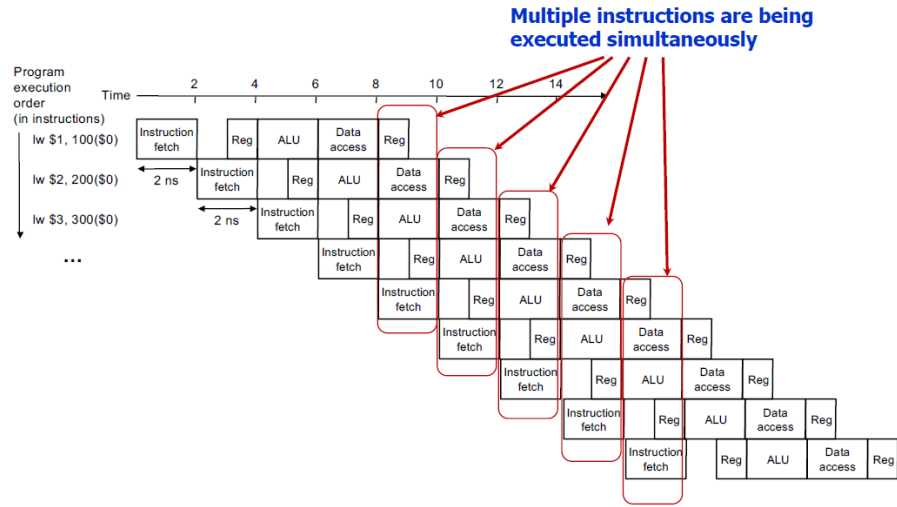 Multiple instructions are being
executed simultaneously
Program
execution
order
(in instructions)
Time
2 4 6 8 10 12 14
lw $1, 100($0)
Instruction
fetch
Reg
ALU
Data
access
Reg
2 ns
lw $2, 200($0)
Instruction
fetch
Reg
ALU
Data
access
Reg
2 ns
lw $3, 300($0)
Instruction
fetch
Reg
ALU
Data
access
Reg
...
Instruction
fetch
Reg
ALU
Data
access
Reg
Instruction
fetch
Reg
ALU
Data
access
Reg
Instruction
fetch
Reg
ALU
Data
access
Reg
Instruction
fetch
Reg
ALU
Data
access
Reg
Instruction
fetch
Reg
ALU
Data
access
Reg
Instruction
fetch
Reg
ALU
Data
access
Reg